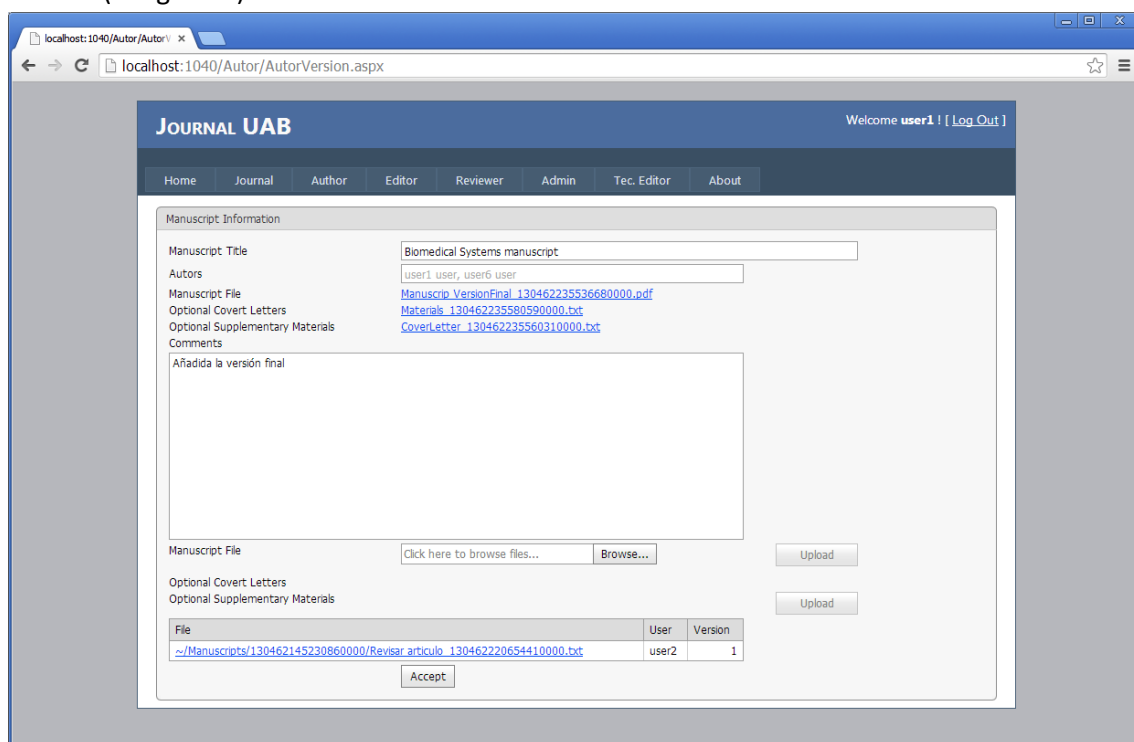 localhost:1040/Autor/AutorV
localhost:1040/Autor/AutorVersion.aspx
JOURNAL UAB
Welcome user1 ! [ Log Out ]
Home Journal Author Editor Reviewer Admin Tec. Editor About
Manuscript Information
Manuscript Title Biomedical Systems manuscript
Autors user1 user, user6 user
Manuscript File Manuscrip_VersionFinal_130462235536680000.pdf
Optional Covert Letters Materials_130462235580590000.txt
Optional Supplementary Materials CoverLetter_130462235560310000.txt
Comments
Añadida la versión final
Manuscript File Click here to browse files... Browse... Upload
Optional Covert Letters
Optional Supplementary Materials Upload
File User Version
~/Manuscripts/130462145230860000/Revisar articulo_130462220654410000.txt user2 1
Accept